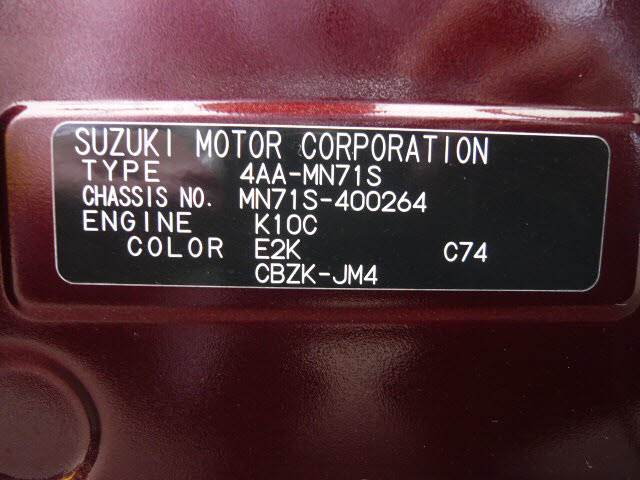 SUZUKI MOTOR CORPORATION
TYPE 4AA-MN71S
CHASSIS NO. MN71S-400264
ENGINE K10C
COLOR E2K C74
CBZK-JM4